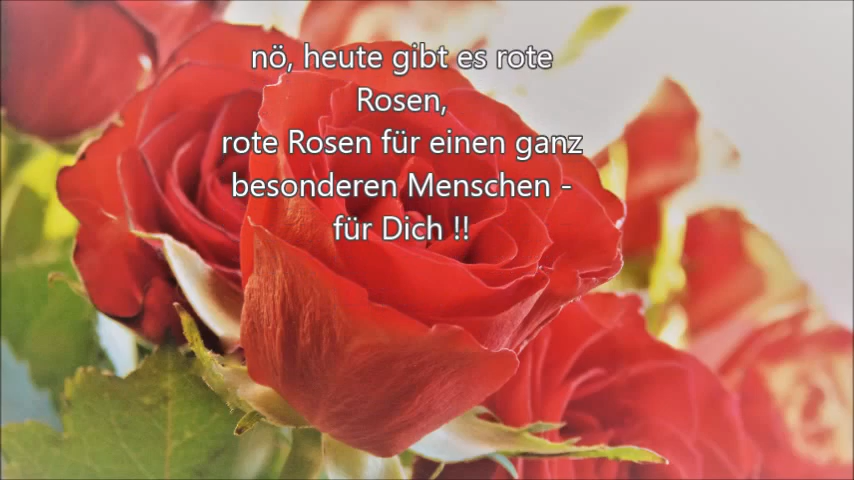 nö, heute gibt es rote
Rosen,
rote Rosen für einen ganz
besonderen Menschen -
für Dich !!